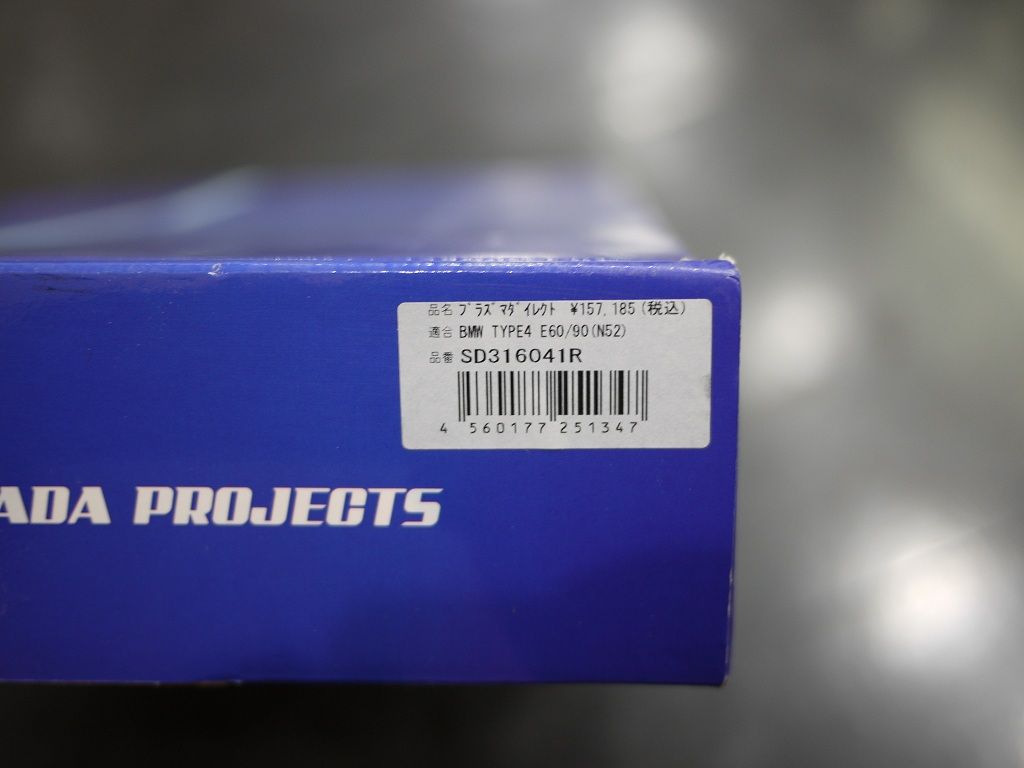 品名 プラズマダイレクト ¥157,185(税込)
適合 BMW TYPE4 E60/90(N52)
品番 SD316041R
4 560177 251347
ADA PROJECTS